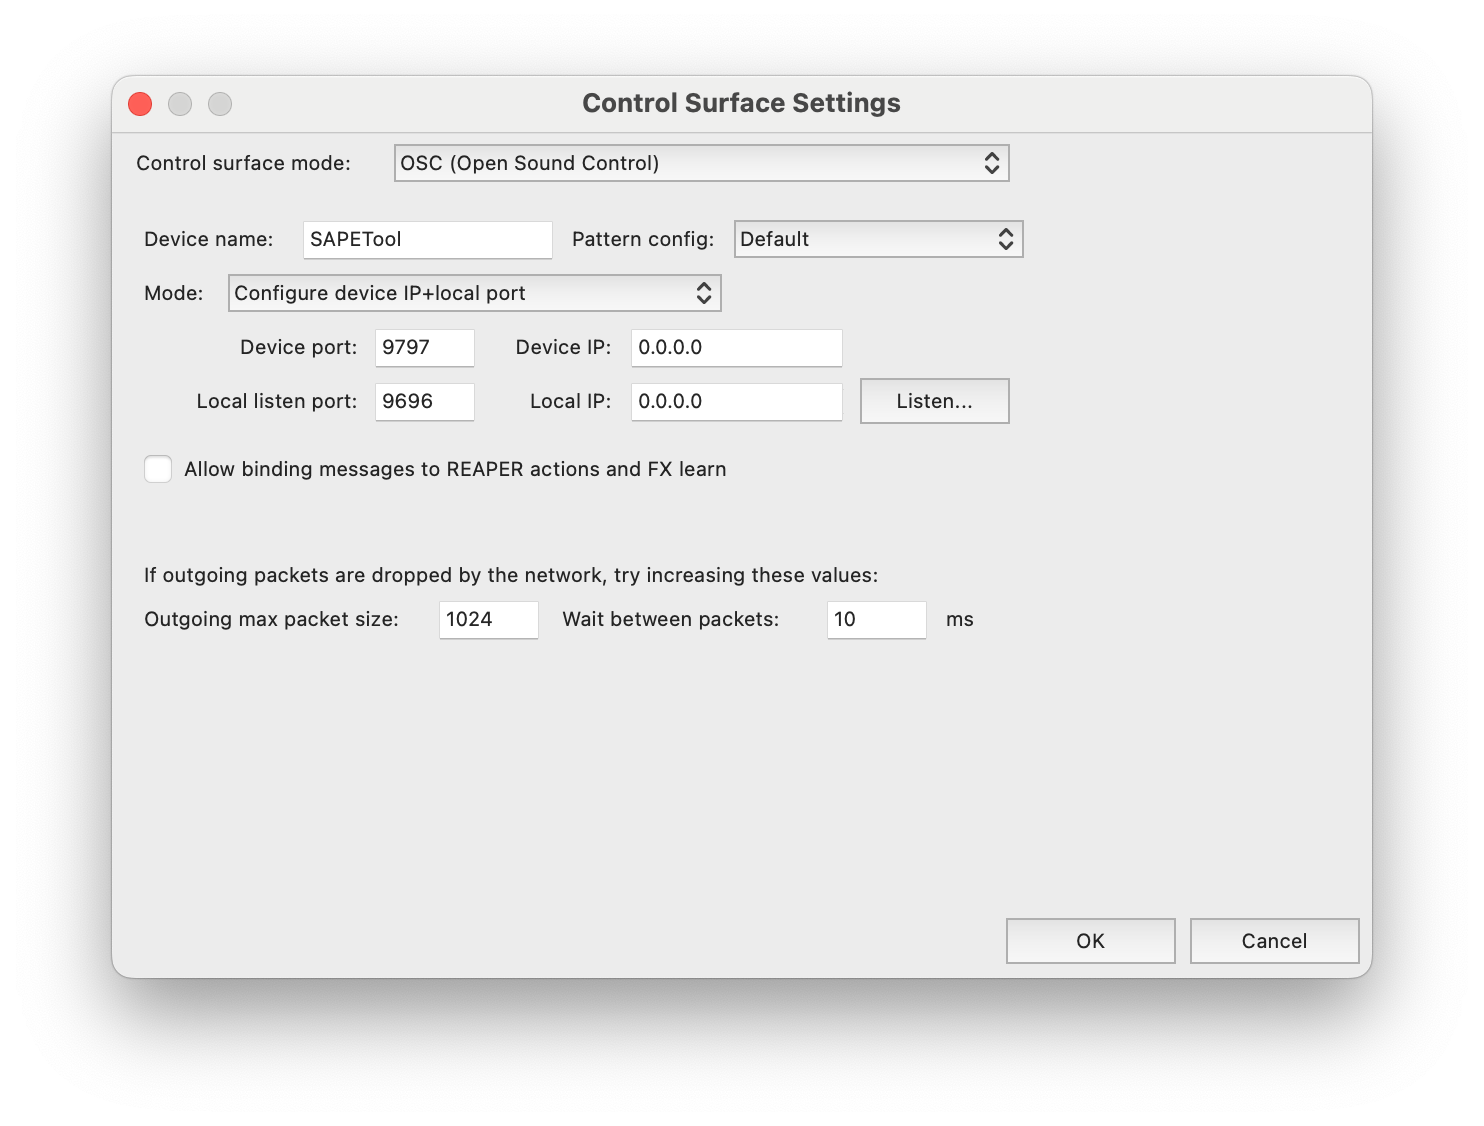 Control Surface Settings
Control surface mode: OSC (Open Sound Control)
Device name: SAPETool Pattern config: Default
Mode: Configure device IP+local port
Device port: 9797 Device IP: 0.0.0.0
Local listen port: 9696 Local IP: 0.0.0.0 Listen...
Allow binding messages to REAPER actions and FX learn
If outgoing packets are dropped by the network, try increasing these values:
Outgoing max packet size: 1024 Wait between packets: 10 ms
OK Cancel